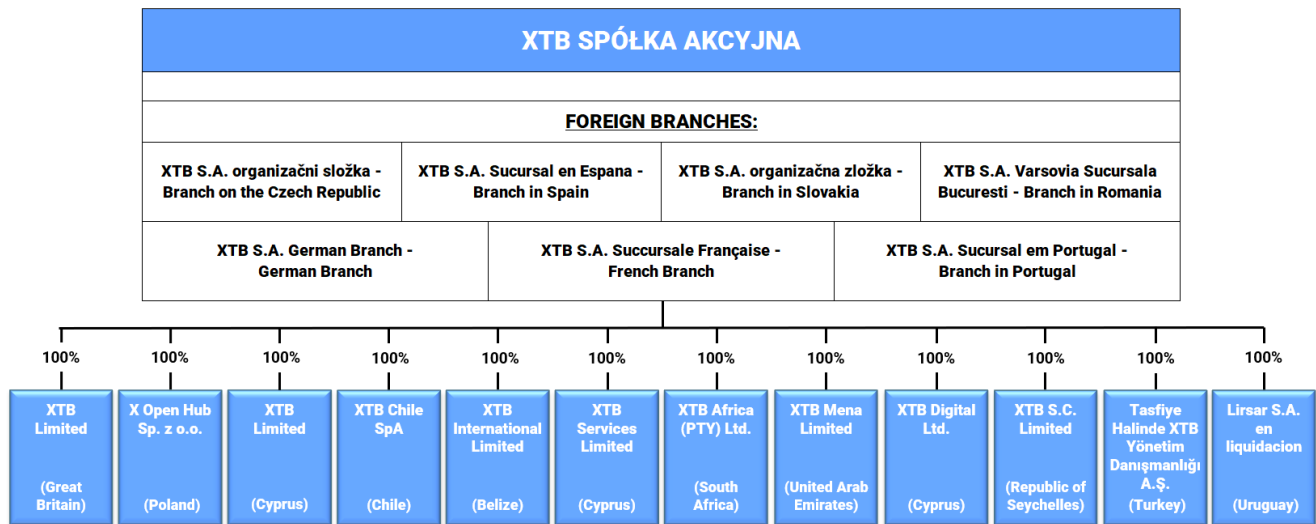 XTB SPÓŁKA AKCYJNA
FOREIGN BRANCHES:
XTB S.A. organizačni složka -
Branch on the Czech Republic
XTB S.A. Sucursal en Espana -
Branch in Spain
XTB S.A. organizačna zložka -
Branch in Slovakia
XTB S.A. Varsovia Sucursala
Bucuresti - Branch in Romania
XTB S.A. German Branch -
German Branch
XTB S.A. Succursale Française -
French Branch
XTB S.A. Sucursal em Portugal -
Branch in Portugal
100%
100%
100%
100%
100%
100%
100%
100%
100%
100%
100%
100%
XTB
Limited
(Great
Britain)
X Open Hub
Sp. z o.o.
(Poland)
XTB
Limited
(Cyprus)
XTB Chile
SpA
(Chile)
XTB
International
Limited
(Belize)
XTB
Services
Limited
(Cyprus)
XTB Africa
(PTY) Ltd.
(South
Africa)
XTB Mena
Limited
(United Arab
Emirates)
XTB Digital
Ltd.
(Cyprus)
XTB S.C.
Limited
(Republic of
Seychelles)
Tasfiye
Halinde XTB
Yönetim
Danışmanlığı
A.Ş.
(Turkey)
Lirsar S.A.
en
liquidacion
(Uruguay)